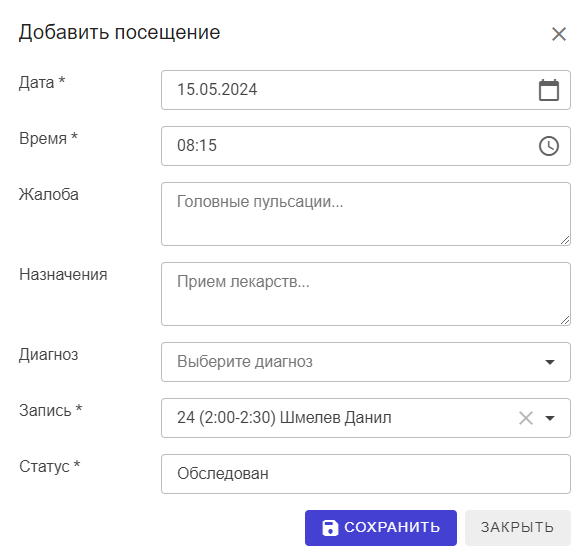 Добавить посещение
Дата * 15.05.2024
Время * 08:15
Жалоба Головные пульсации...
Назначения Прием лекарств...
Диагноз Выберите диагноз
Запись * 24 (2:00-2:30) Шмелев Данил
Статус * Обследован
СОХРАНИТЬ ЗАКРЫТЬ